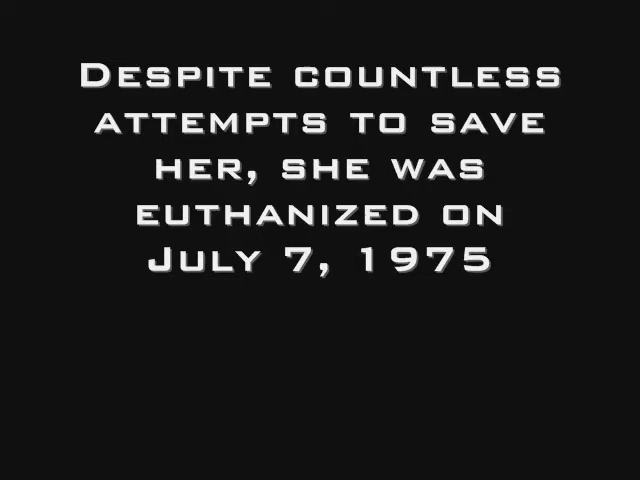 Despite countless
attempts to save
her, she was
euthanized on
July 7, 1975